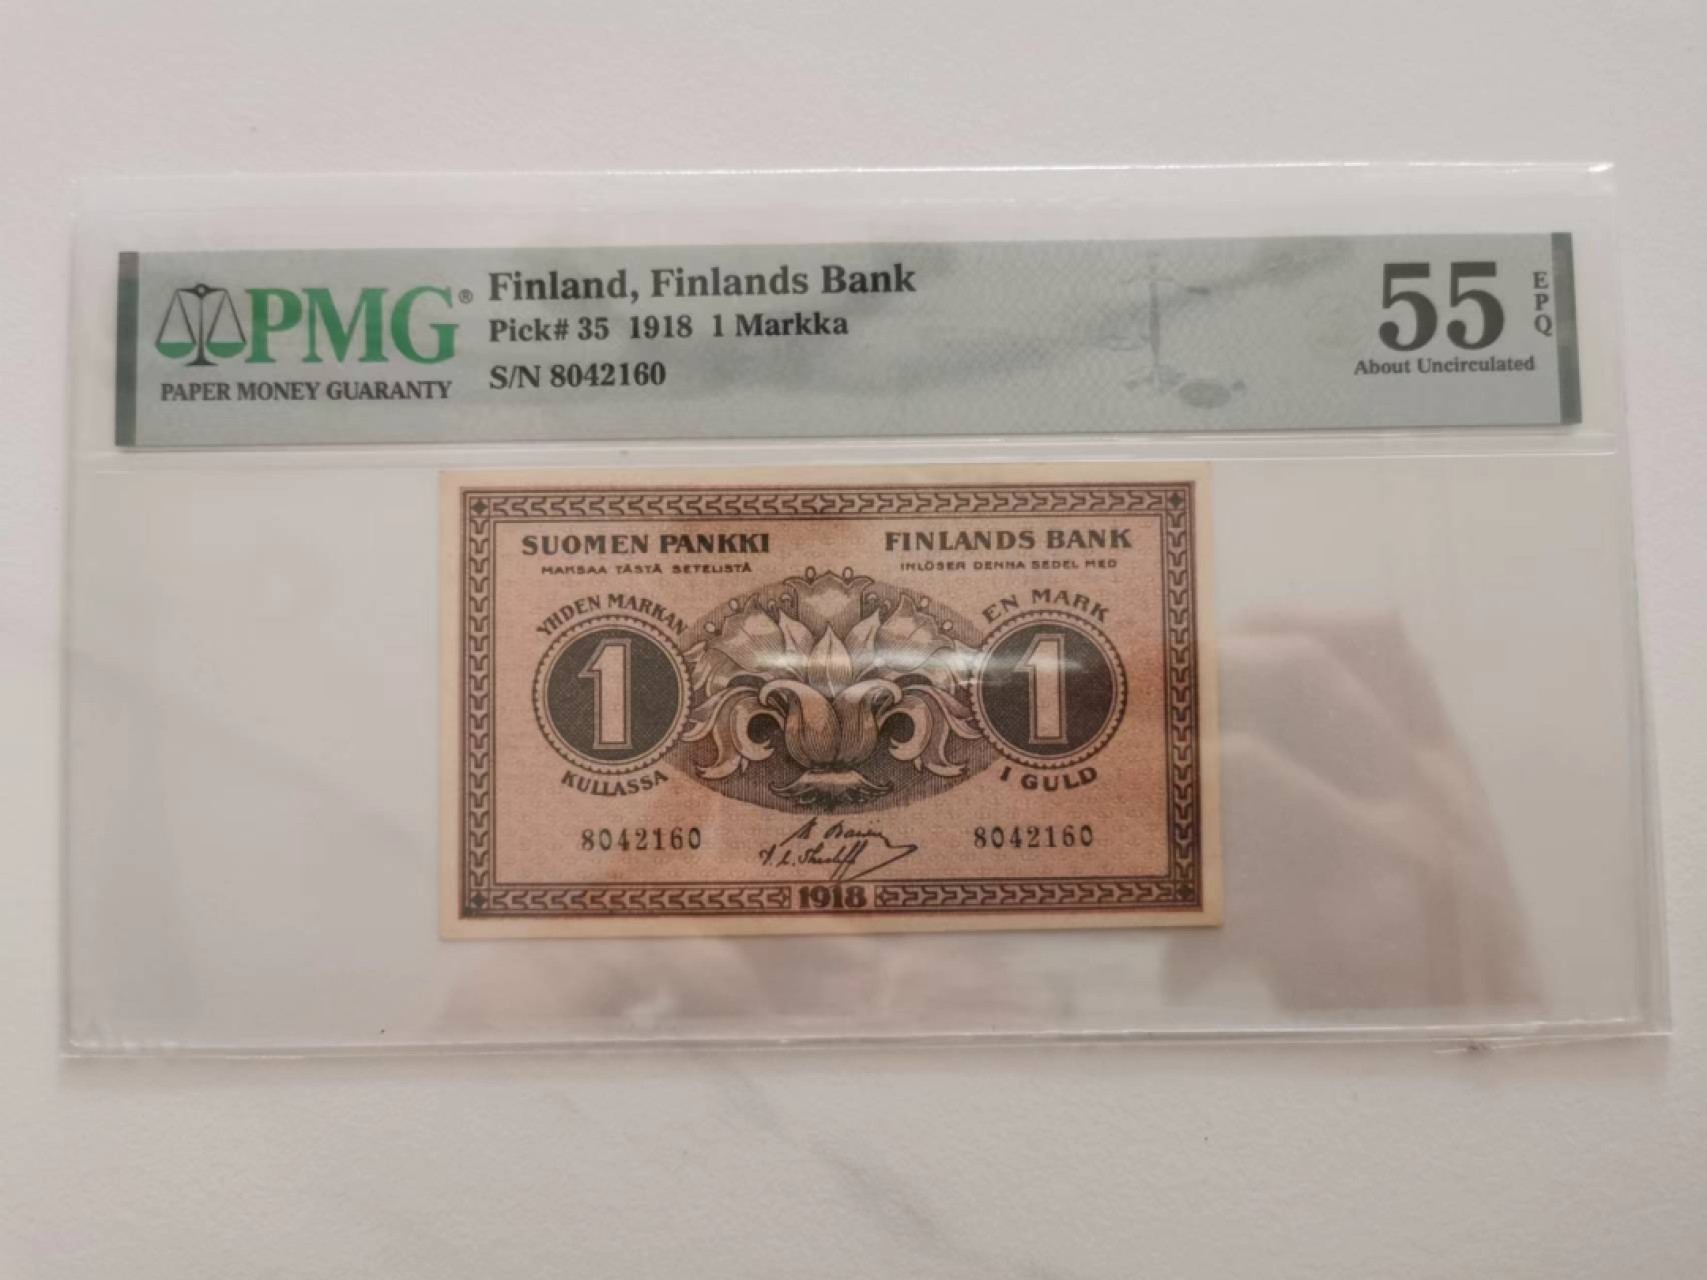 PMG®
PAPER MONEY GUARANTY
Finland, Finlands Bank
Pick# 35 1918 1 Markka
S/N 8042160
55 EPQ
About Uncirculated
SUOMEN PANKKI
MAKSAA TÄSTÄ SETELISTÄ
FINLANDS BANK
INLÖSER DENNA SEDEL MED
YHDEN MARKAN
1
KULLASSA
EN MARK
1
I GULD
8042160
8042160
1918